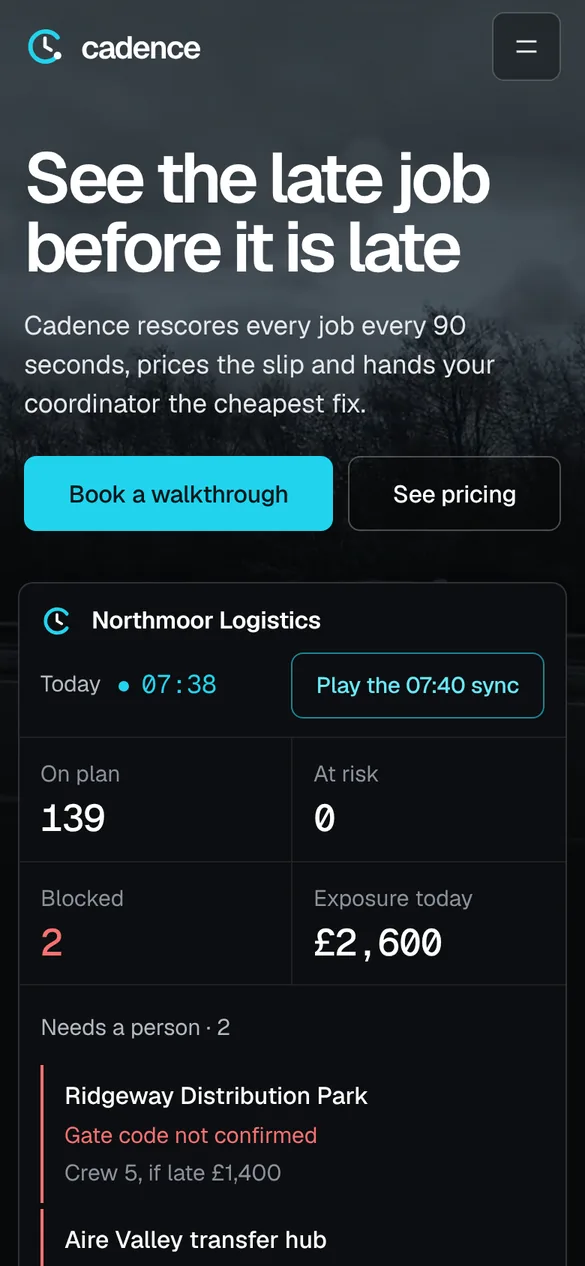 cadence
See the late job
before it is late
Cadence rescores every job every 90
seconds, prices the slip and hands your
coordinator the cheapest fix.
Book a walkthrough
See pricing
Northmoor Logistics
Today • 07:38
Play the 07:40 sync
On plan
At risk
139
0
Blocked
Exposure today
2
£2,600
Needs a person · 2
Ridgeway Distribution Park
Gate code not confirmed
Crew 5, if late £1,400
Aire Valley transfer hub